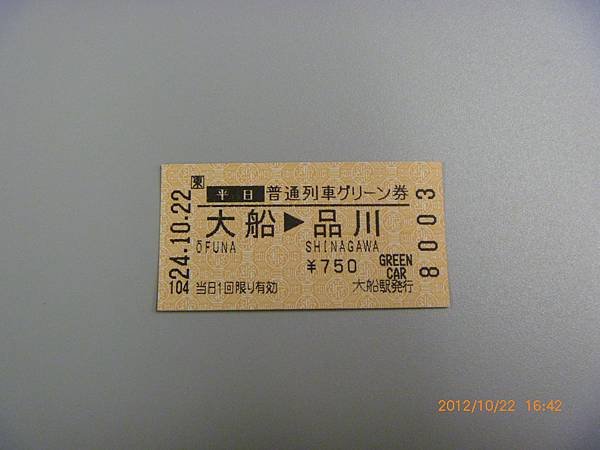 東
平日 普通列車グリーン券
大船▶品川
ŌFUNA SHINAGAWA
¥750 GREEN CAR
104 当日1回限り有効 大船駅発行
24.10.22
8003
2012/10/22 16:42